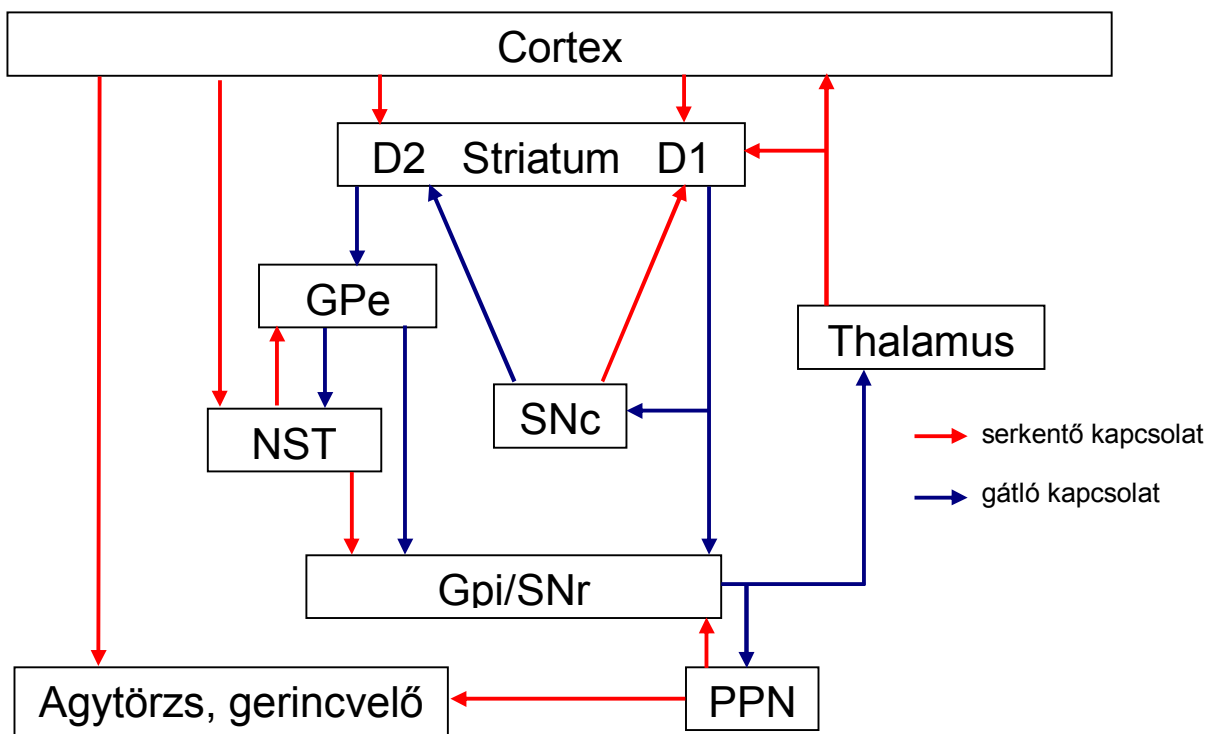 Cortex
D2 Striatum D1
GPe
Thalamus
SNc
NST
serkentő kapcsolat
gátló kapcsolat
Gpi/SNr
Agytörzs, gerincvelő
PPN